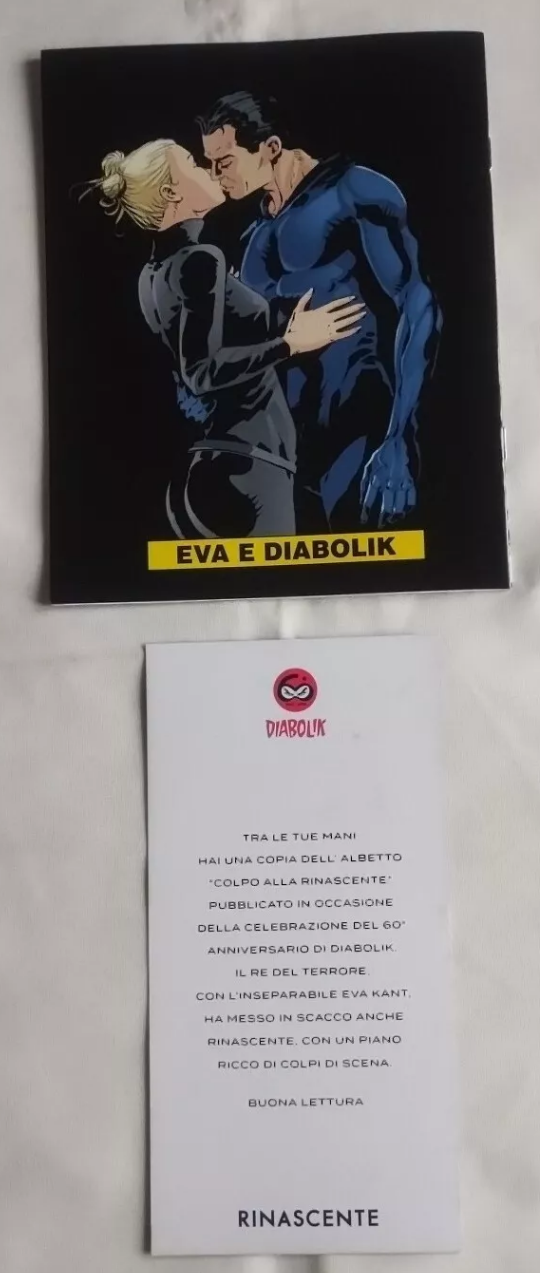 EVA E DIABOLIK
DIABOLIK
TRA LE TUE MANI
HAI UNA COPIA DELL' ALBETTO
"COLPO ALLA RINASCENTE"
PUBBLICATO IN OCCASIONE
DELLA CELEBRAZIONE DEL 60°
ANNIVERSARIO DI DIABOLIK.
IL RE DEL TERRORE,
CON L'INSEPARABILE EVA KANT,
HA MESSO IN SCACCO ANCHE
RINASCENTE, CON UN PIANO
RICCO DI COLPI DI SCENA.
BUONA LETTURA
RINASCENTE